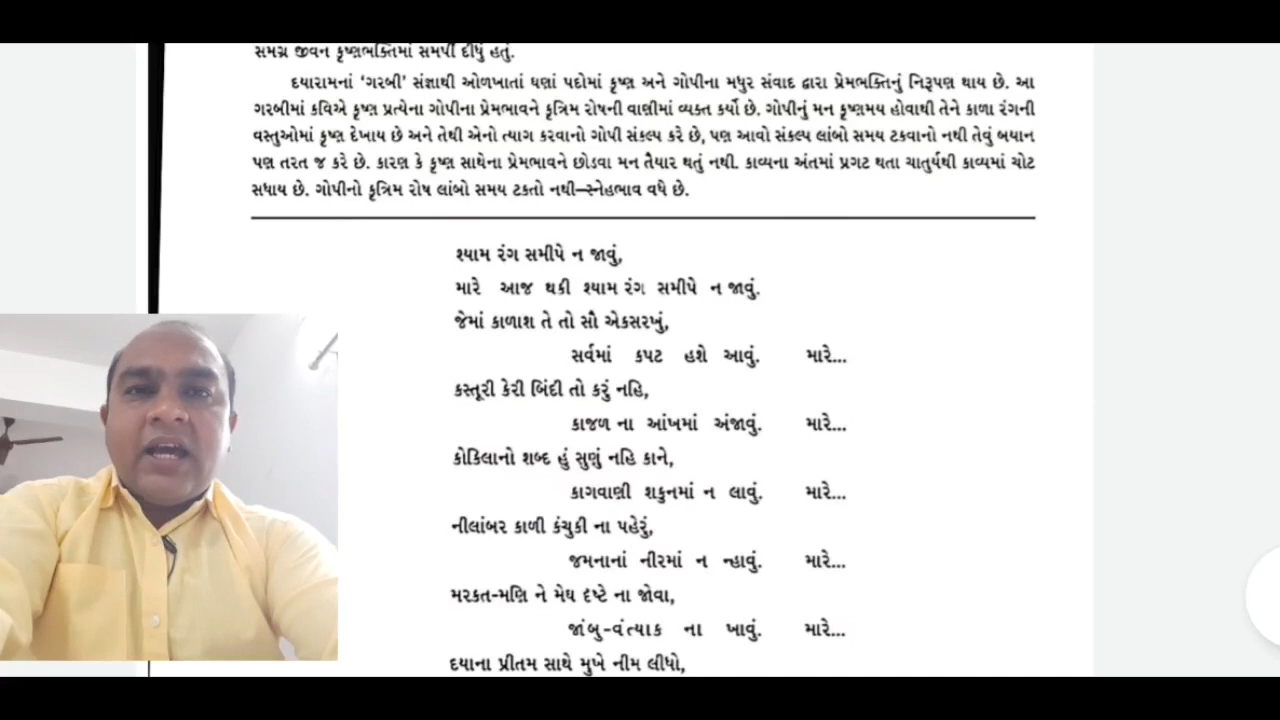 સમગ્ર જીવન કૃષ્ણભક્તિમાં સમર્પી દીધું હતું.
દયારામનાં ‘ગરબી’ સંજ્ઞાથી ઓળખાતાં ઘણાં પદોમાં કૃષ્ણ અને ગોપીના મધુર સંવાદ દ્વારા પ્રેમભક્તિનું નિરૂપણ થાય છે. આ
ગરબીમાં કવિએ કૃષ્ણ પ્રત્યેના ગોપીના પ્રેમભાવને કૃત્રિમ રોષની વાણીમાં વ્યક્ત કર્યો છે. ગોપીનું મન કૃષ્ણમય હોવાથી તેને કાળા રંગની
વસ્તુઓમાં કૃષ્ણ દેખાય છે અને તેથી એનો ત્યાગ કરવાનો ગોપી સંકલ્પ કરે છે, પણ આવો સંકલ્પ લાંબો સમય ટકવાનો નથી તેવું બયાન
પણ તરત જ કરે છે. કારણ કે કૃષ્ણ સાથેના પ્રેમભાવને છોડવા મન તૈયાર થતું નથી. કાવ્યના અંતમાં પ્રગટ થતા ચાતુર્યથી કાવ્યમાં ચોટ
સધાય છે. ગોપીનો કૃત્રિમ રોષ લાંબો સમય ટકતો નથી—સ્નેહભાવ વધે છે.
શ્યામ રંગ સમીપે ન જાવું,
મારે આજ થકી શ્યામ રંગ સમીપે ન જાવું.
જેમાં કાળાશ તે તો સૌ એકસરખું,
સર્વમાં કપટ હશે આવું. મારે...
કસ્તૂરી કેરી બિંદી તો કરું નહિ,
કાજળ ના આંખમાં અંજાવું. મારે...
કોકિલાનો શબ્દ હું સુણું નહિ કાને,
કાગવાણી શકુનમાં ન લાવું. મારે...
નીલાંબર કાળી કંચુકી ના પહેરું,
જમનાનાં નીરમાં ન ન્હાવું. મારે...
મરકત-મણિ ને મેઘ દૃષ્ટે ના જોવા,
જાંબુ-વંત્યાક ના ખાવું. મારે...
દયાના પ્રીતમ સાથે મુખે નીમ લીધો,